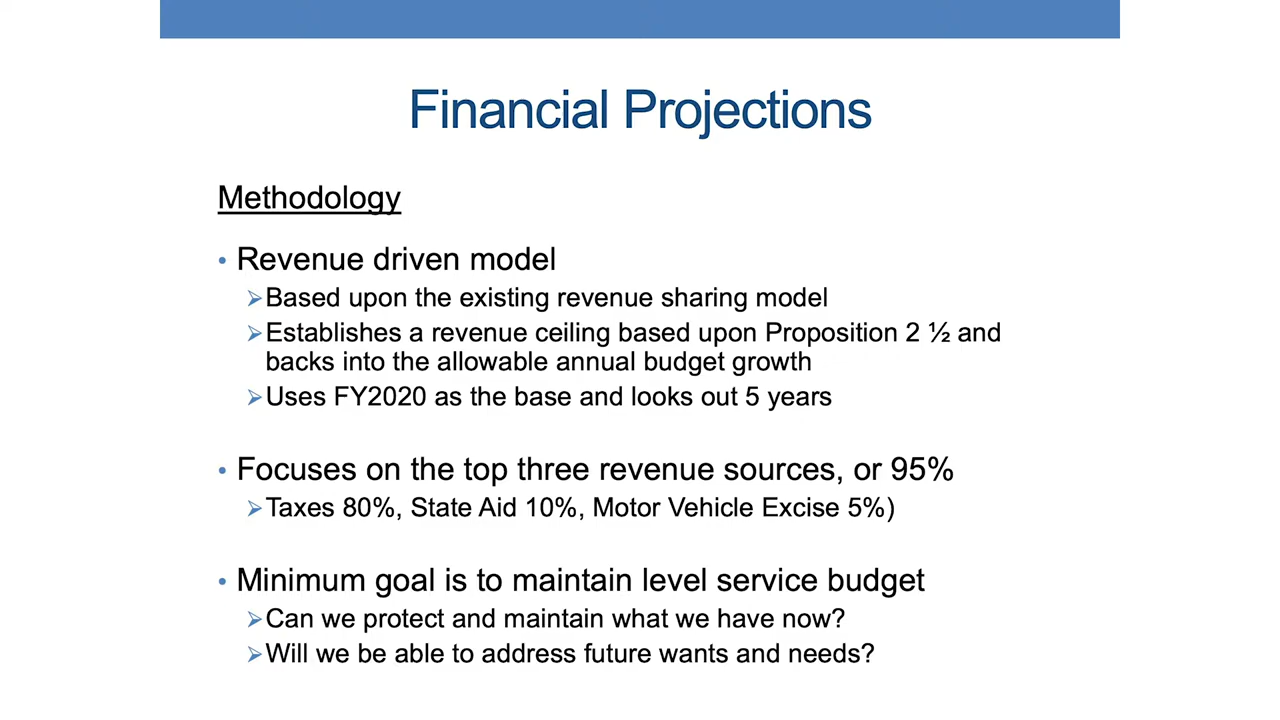 Financial Projections
Methodology
• Revenue driven model
➢Based upon the existing revenue sharing model
➢Establishes a revenue ceiling based upon Proposition 2 ½ and
backs into the allowable annual budget growth
➢Uses FY2020 as the base and looks out 5 years
• Focuses on the top three revenue sources, or 95%
➢Taxes 80%, State Aid 10%, Motor Vehicle Excise 5%)
• Minimum goal is to maintain level service budget
➢Can we protect and maintain what we have now?
➢Will we be able to address future wants and needs?